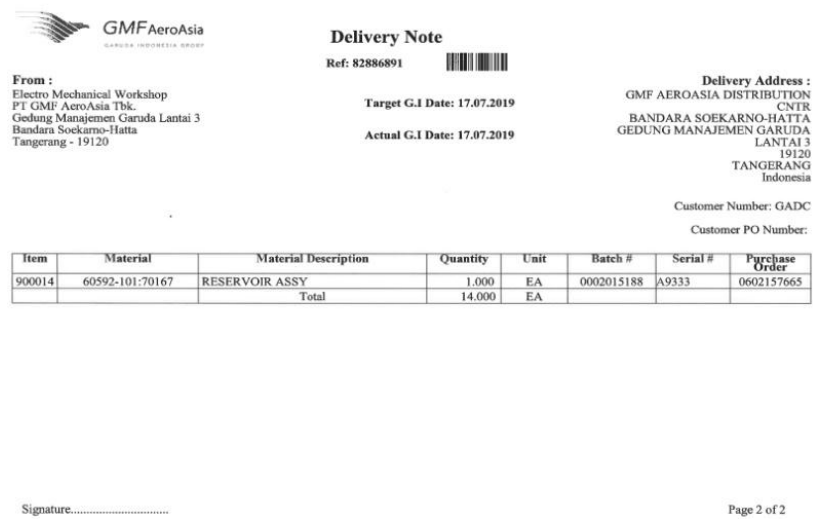 GMF AeroAsia
GARUDA INDONESIA GROUP
Delivery Note
Ref: 82886891
From :
Electro Mechanical Workshop
PT GMF AeroAsia Tbk.
Gedung Manajemen Garuda Lantai 3
Bandara Soekarno-Hatta
Tangerang - 19120
Target G.I Date: 17.07.2019
Actual G.I Date: 17.07.2019
Delivery Address :
GMF AEROASIA DISTRIBUTION
CNTR
BANDARA SOEKARNO-HATTA
GEDUNG MANAJEMEN GARUDA
LANTAI 3
19120
TANGERANG
Indonesia
Customer Number: GADC
Customer PO Number:
Item Material Material Description Quantity Unit Batch # Serial # Purchase Order
900014 60592-101:70167 RESERVOIR ASSY 1.000 EA 0002015188 A9333 0602157665
Total 14.000 EA
Signature...............................
Page 2 of 2